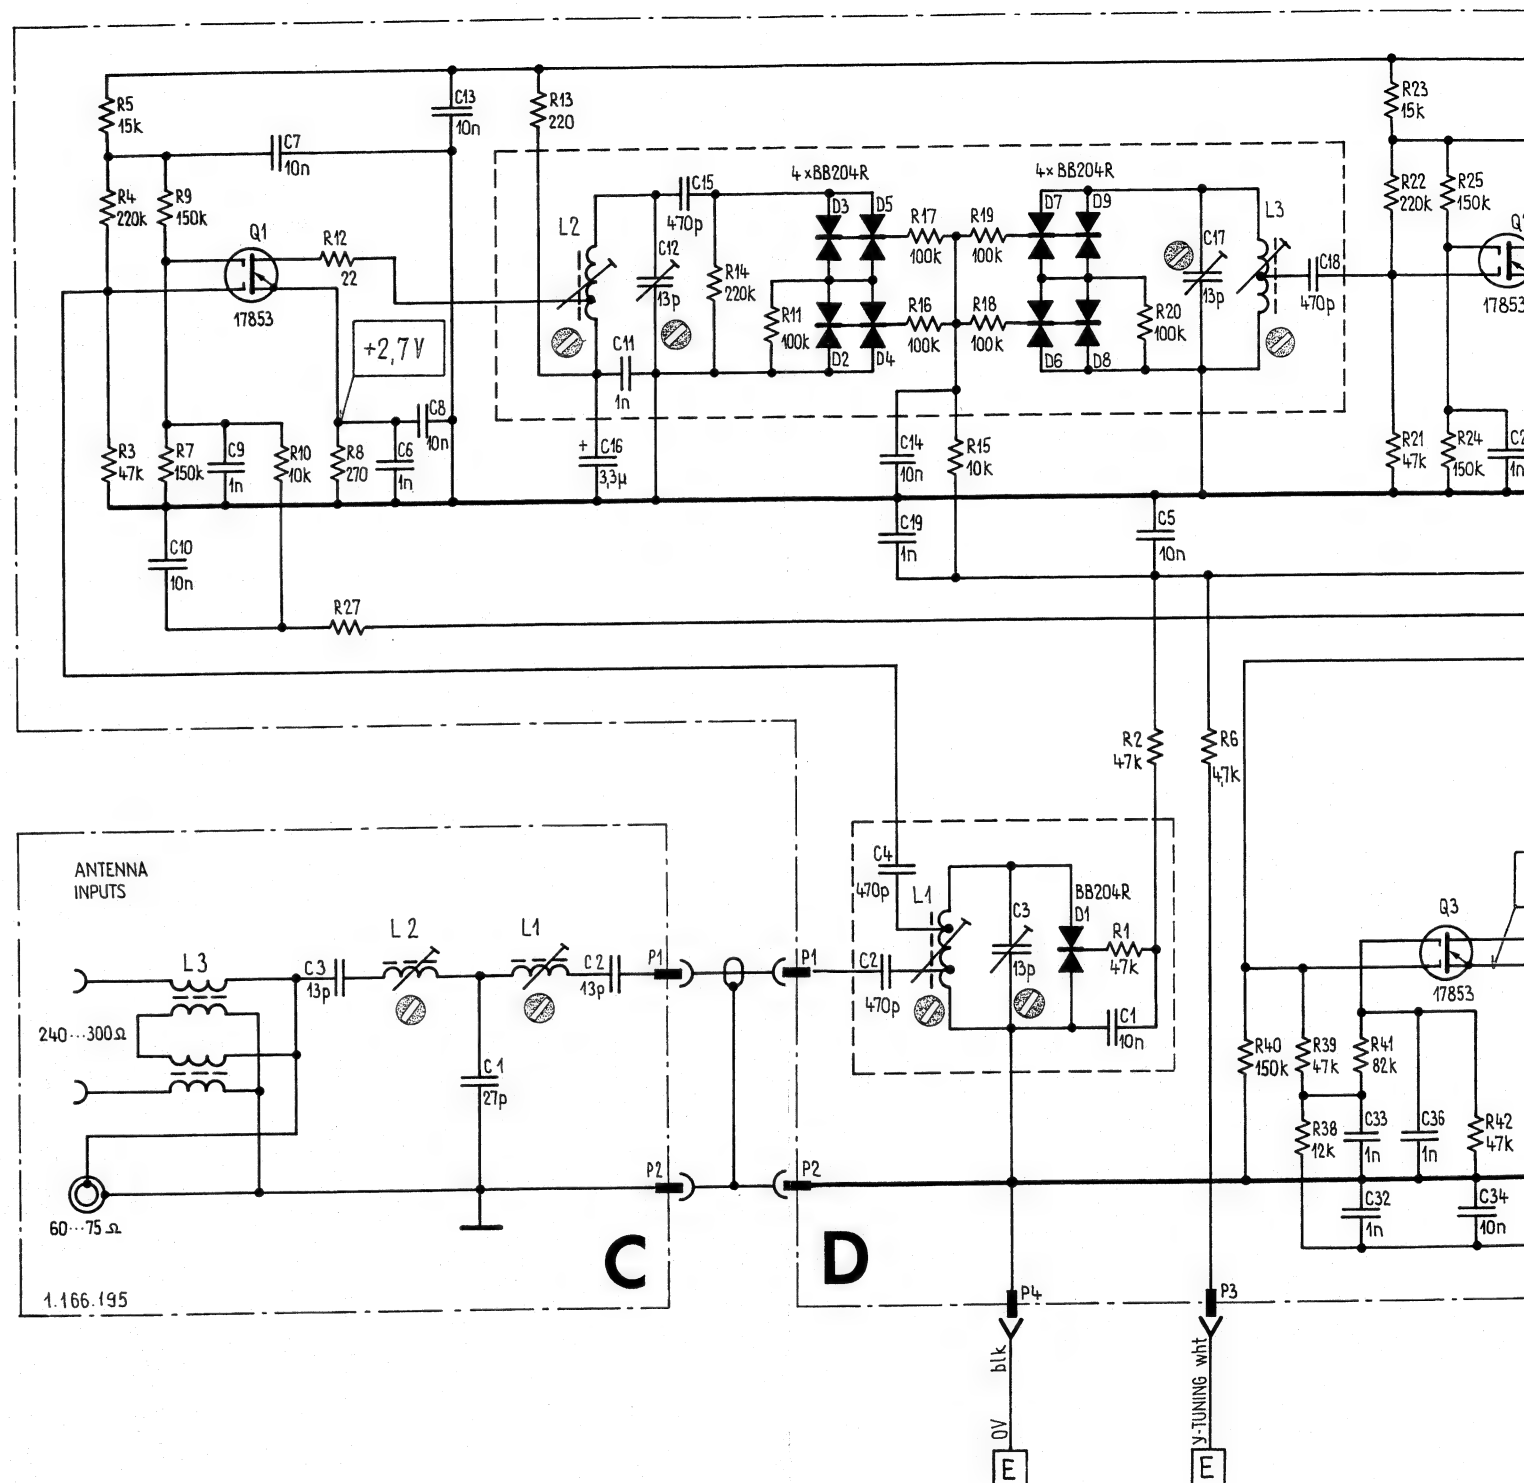 R5
15k
C7
10n
C13
10n
R13
220
R23
15k
R4
220k
R9
150k
Q1
17853
R12
22
+2,7V
L2
C15
470p
C12
13p
R14
220k
4×BB204R
D3
D5
R11
100k
D2
D4
R17
100k
R19
100k
R16
100k
R18
100k
4×BB204R
D7
D9
D6
D8
R20
100k
C17
13p
L3
C18
470p
R22
220k
R25
150k
17853
C11
1n
C8
10n
R3
47k
R7
150k
C9
1n
R10
10k
R8
270
C6
1n
+
C16
3,3µ
C14
10n
R15
10k
R21
47k
R24
150k
1n
C10
10n
C19
1n
C5
10n
R27
R2
47k
R6
4,7k
ANTENNA
INPUTS
L3
240...300Ω
60...75Ω
C3
13p
L2
L1
C2
13p
C1
27p
P1
P2
C
1.166.195
P1
P2
D
C4
470p
L1
C2
470p
C3
13p
BB204R
D1
R1
47k
C1
10n
Q3
17853
R40
150k
R39
47k
R41
82k
R38
12k
C33
1n
C36
1n
R42
47k
C32
1n
C34
10n
P4
P3
blk
0V
E
wht
Y-TUNING
E